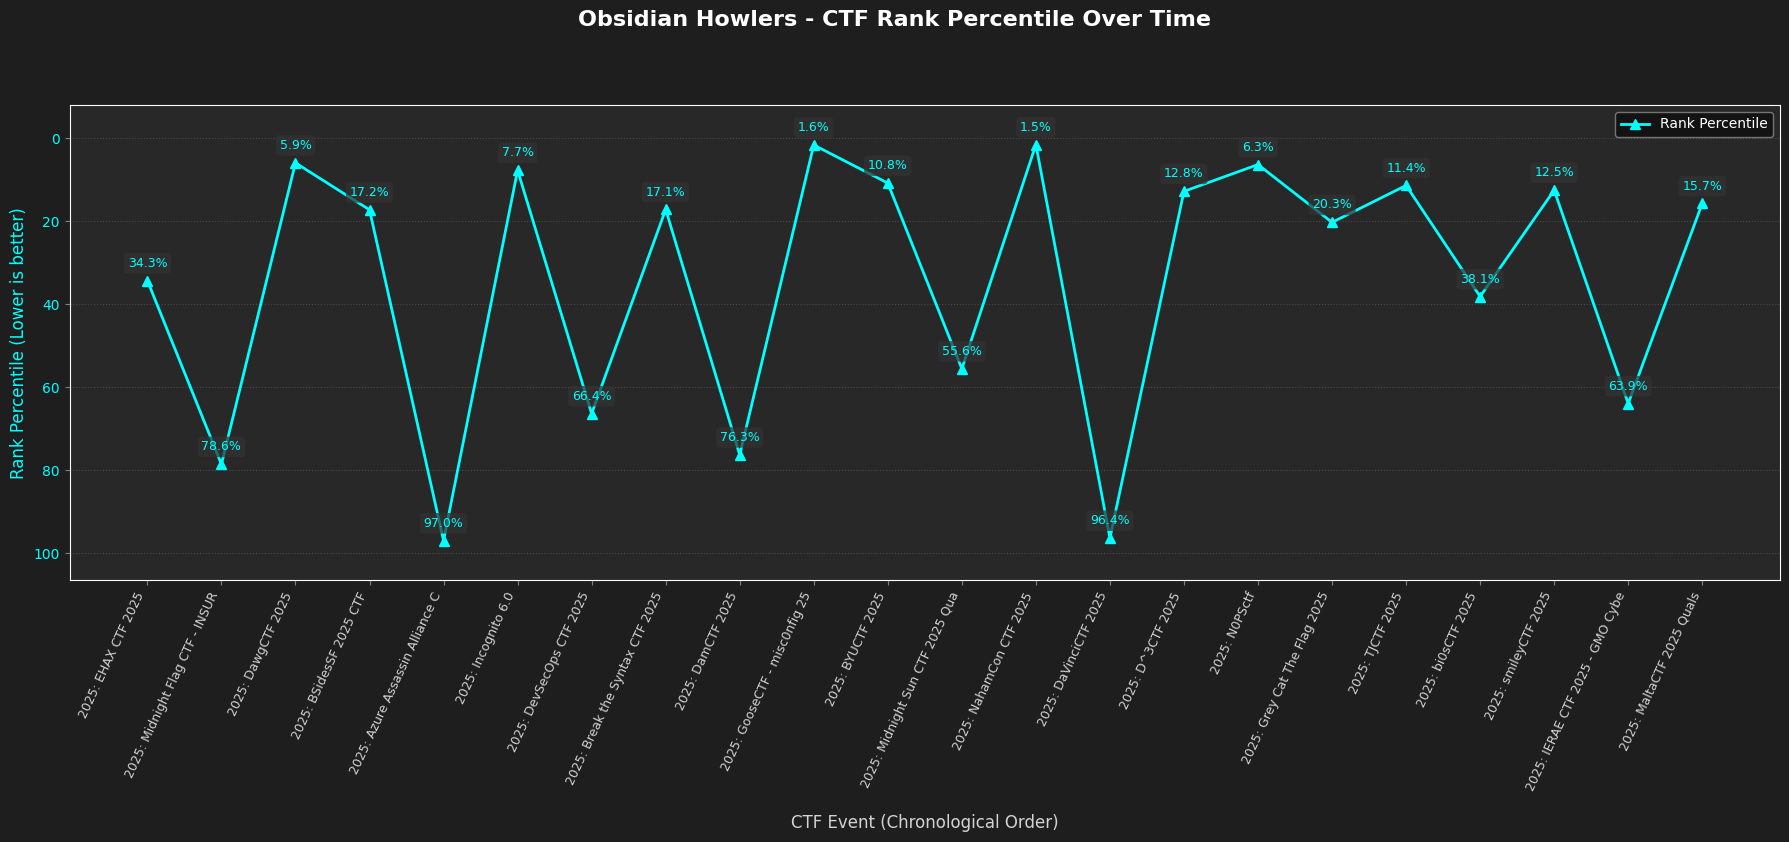 Obsidian Howlers - CTF Rank Percentile Over Time
Rank Percentile
Rank Percentile (Lower is better)
0
20
40
60
80
100
34.3%
78.6%
5.9%
17.2%
97.0%
7.7%
66.4%
17.1%
76.3%
1.6%
10.8%
55.6%
1.5%
96.4%
12.8%
6.3%
20.3%
11.4%
38.1%
12.5%
63.9%
15.7%
2025: EHAX CTF 2025
2025: Midnight Flag CTF - INSUR
2025: DawgCTF 2025
2025: BSidesSF 2025 CTF
2025: Azure Assassin Alliance C
2025: Incognito 6.0
2025: DevSecOps CTF 2025
2025: Break the Syntax CTF 2025
2025: DamCTF 2025
2025: GooseCTF - misc0nfig 25
2025: BYUCTF 2025
2025: Midnight Sun CTF 2025 Qua
2025: NahamCon CTF 2025
2025: DaVinciCTF 2025
2025: D^3CTF 2025
2025: N0PSctf
2025: Grey Cat The Flag 2025
2025: TJCTF 2025
2025: bi0sCTF 2025
2025: smileyCTF 2025
2025: IERAE CTF 2025 - GMO Cybe
2025: MaltaCTF 2025 Quals
CTF Event (Chronological Order)